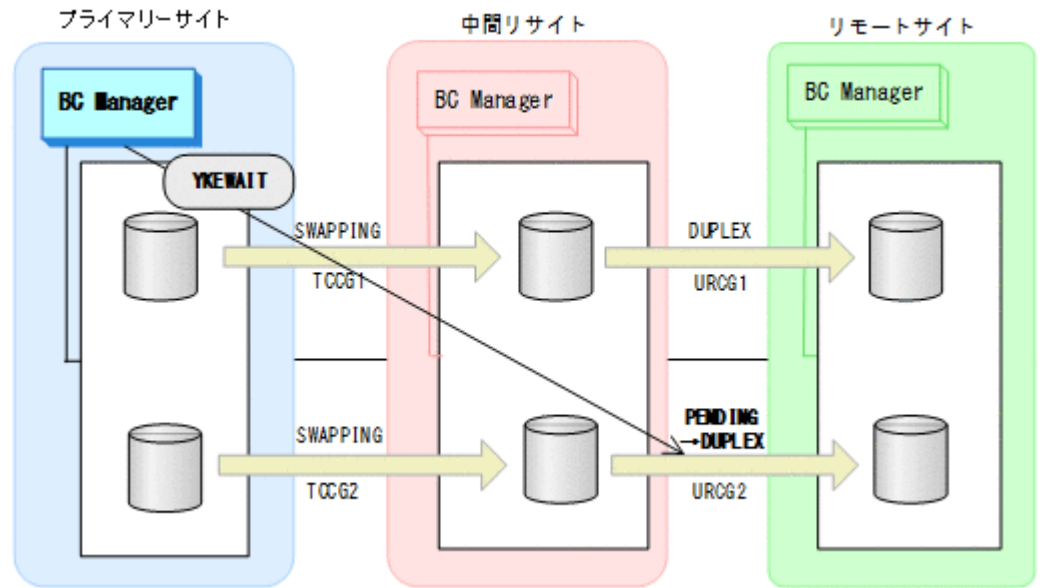 プライマリーサイト
中間リサイト
リモートサイト
BC Manager
BC Manager
BC Manager
YKEWAIT
SWAPPING
DUPLEX
TCCG1
URCG1
SWAPPING
PENDING
→DUPLEX
TCCG2
URCG2